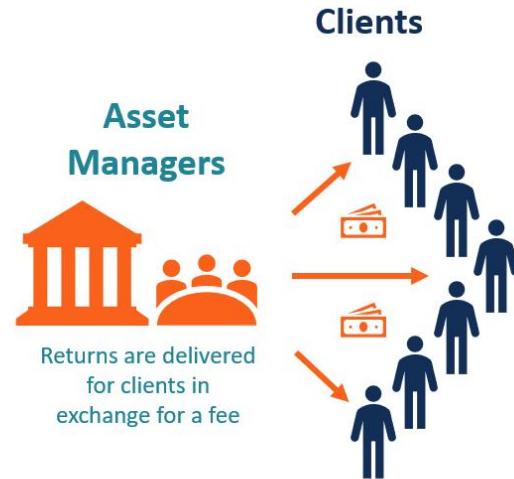 Clients
Asset
Managers
Returns are delivered
for clients in
exchange for a fee